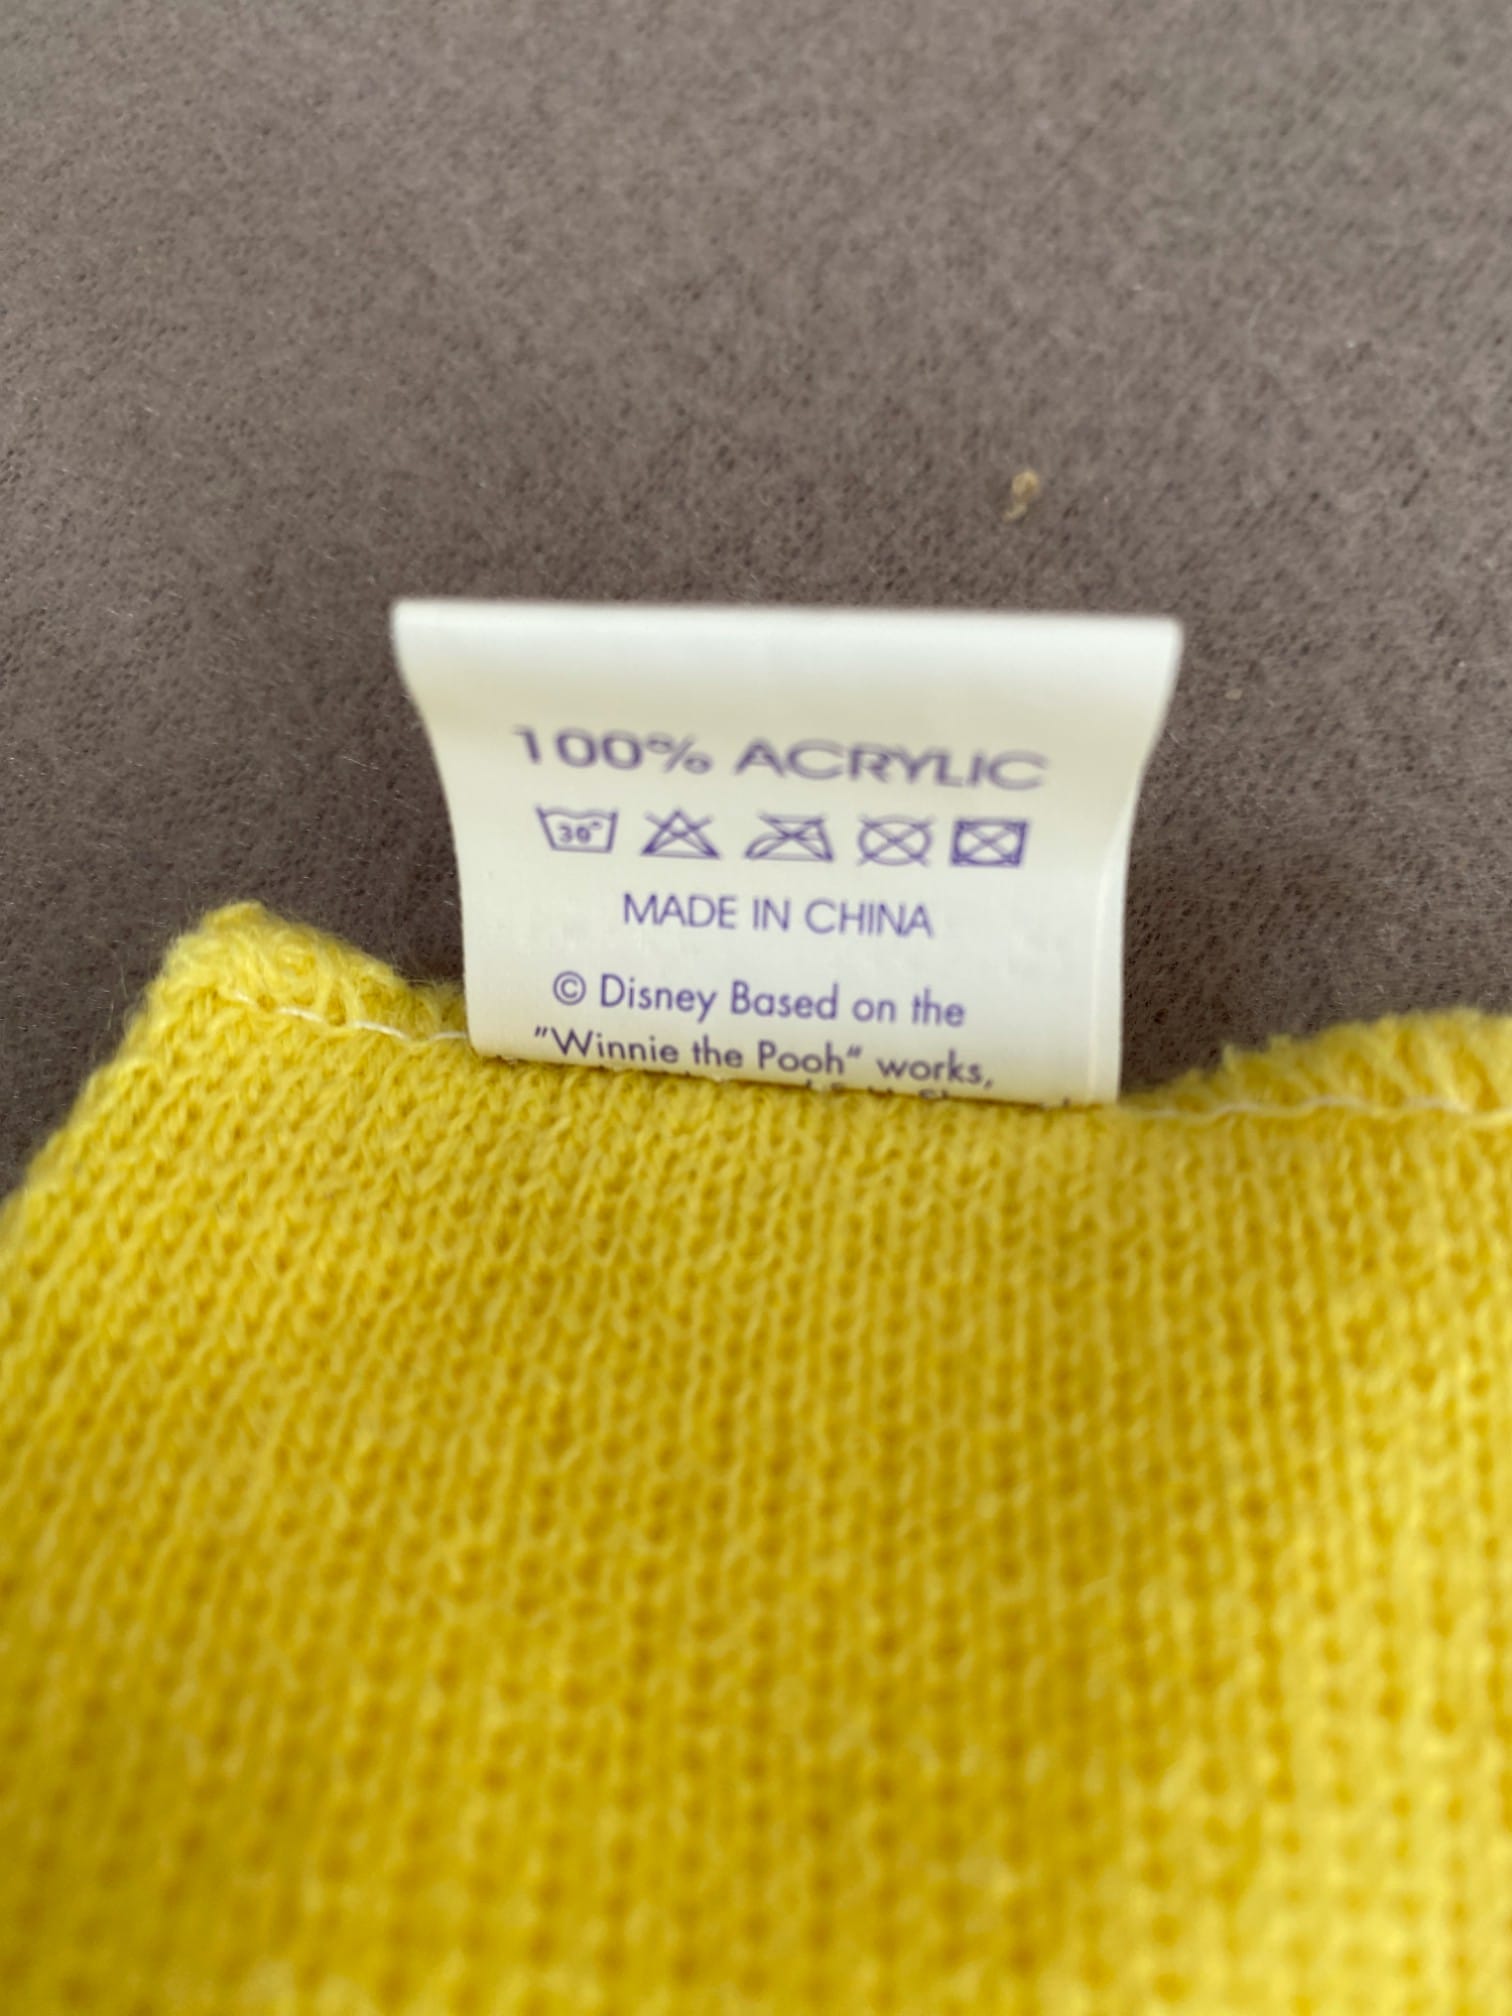 100% ACRYLIC
30°
MADE IN CHINA
© Disney Based on the
"Winnie the Pooh" works,